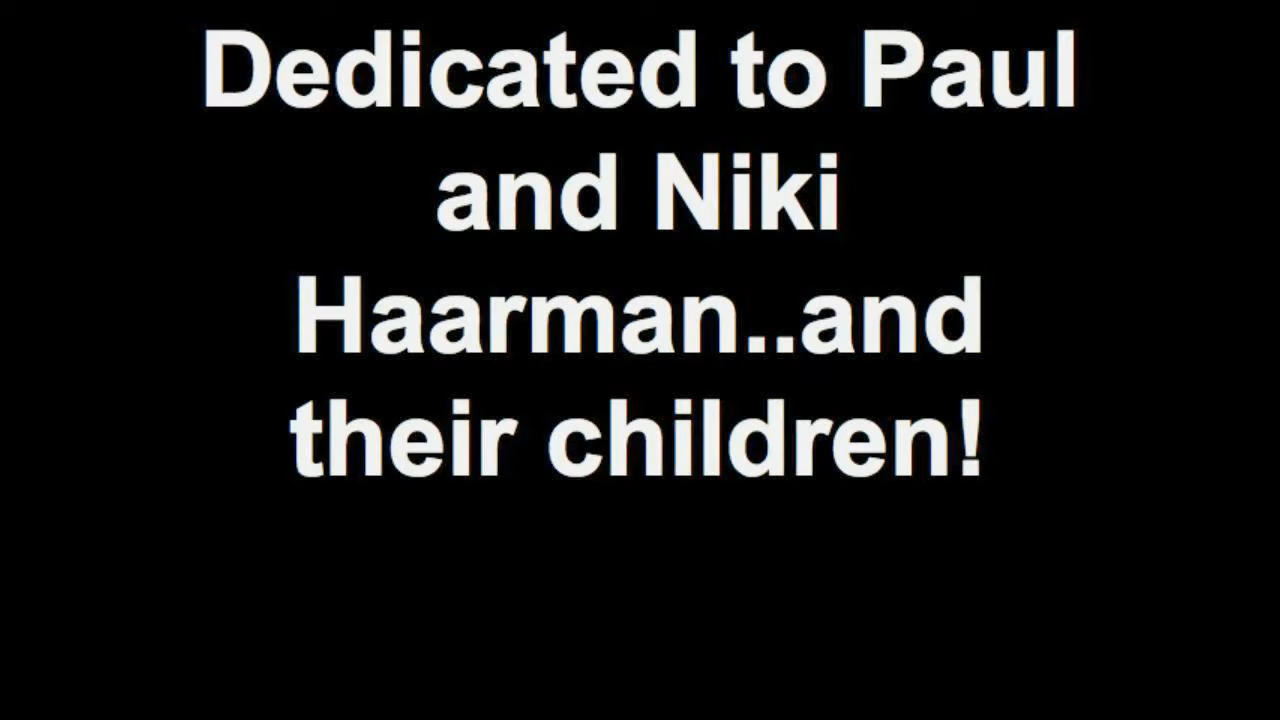 Dedicated to Paul
and Niki
Haarman..and
their children!